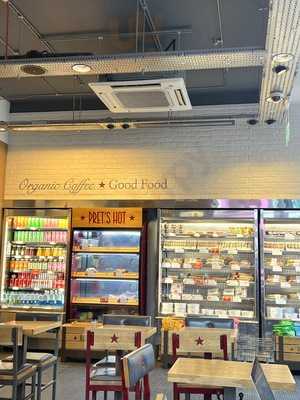 Organic Coffee ★ Good Food
★ PRET'S HOT ★